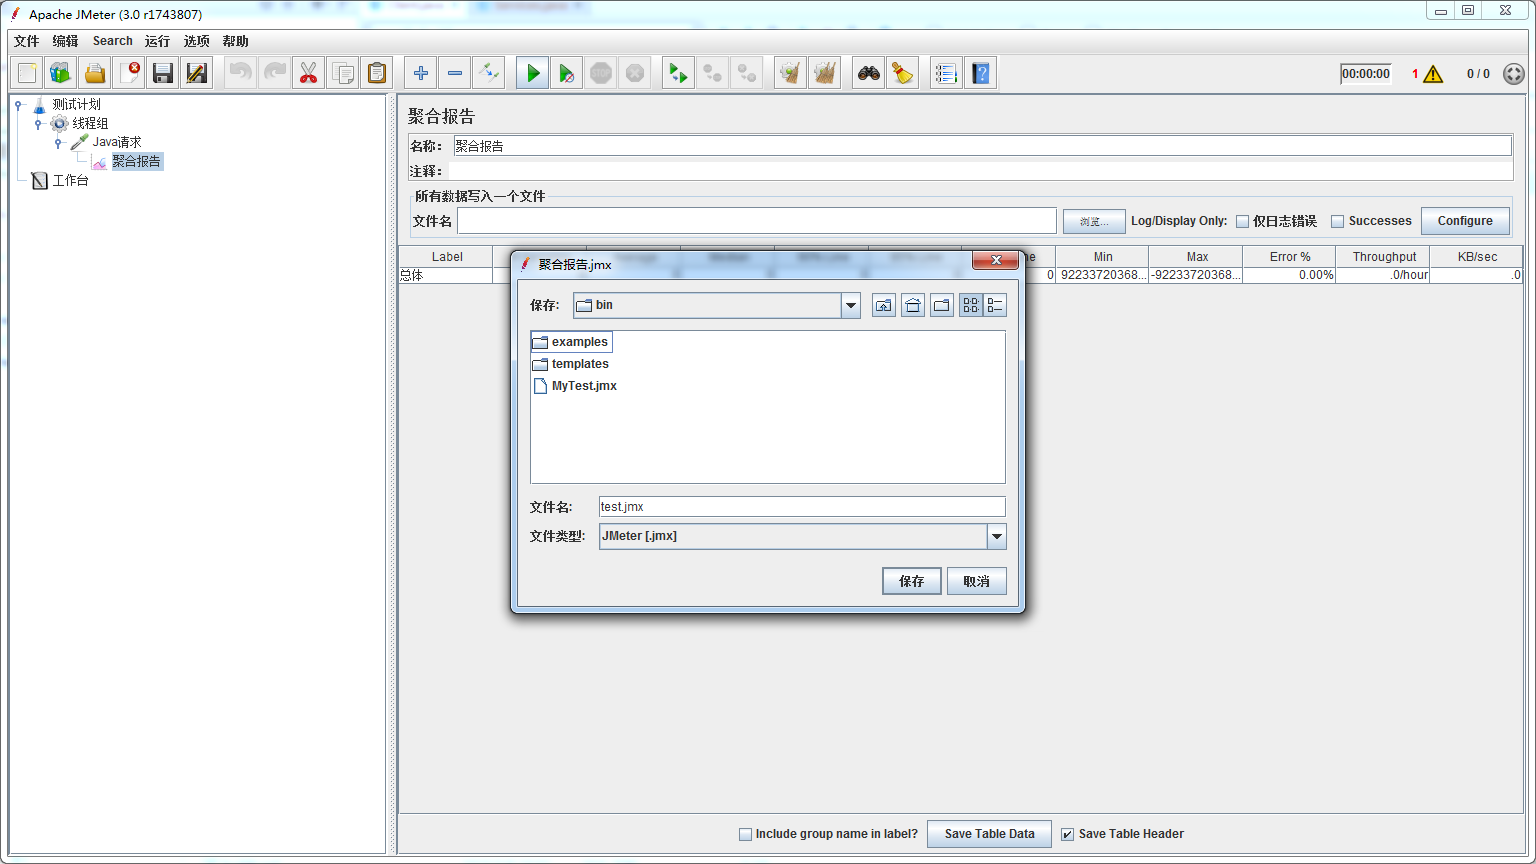 Apache JMeter (3.0 r1743807)
文件 编辑 Search 运行 选项 帮助
00:00:00 1 0 / 0
测试计划
线程组
Java请求
聚合报告
工作台
聚合报告
名称： 聚合报告
注释：
所有数据写入一个文件
文件名 浏览... Log/Display Only: 仅日志错误 Successes Configure
Label Min Max Error % Throughput KB/sec
总体 0 92233720368... -92233720368... 0.00% .0/hour .0
聚合报告.jmx
保存: bin
examples
templates
MyTest.jmx
文件名: test.jmx
文件类型: JMeter [.jmx]
保存 取消
Include group name in label? Save Table Data Save Table Header